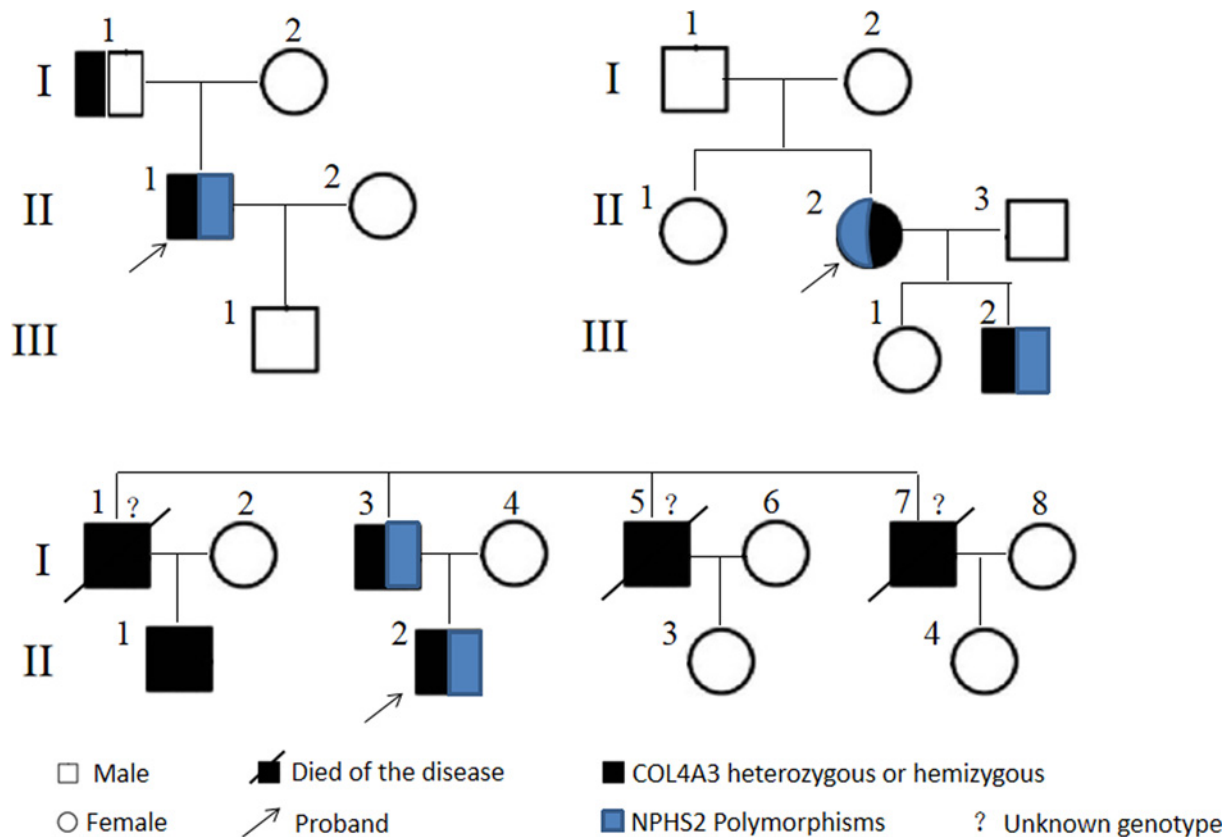 1 2 1 2
I I
1 2 1 2 3
II II
1 1 2
III III
1 ? 2 3 4 5 ? 6 7 ? 8
I
1 2 3 4
II
Male Died of the disease COL4A3 heterozygous or hemizygous
Female Proband NPHS2 Polymorphisms ? Unknown genotype